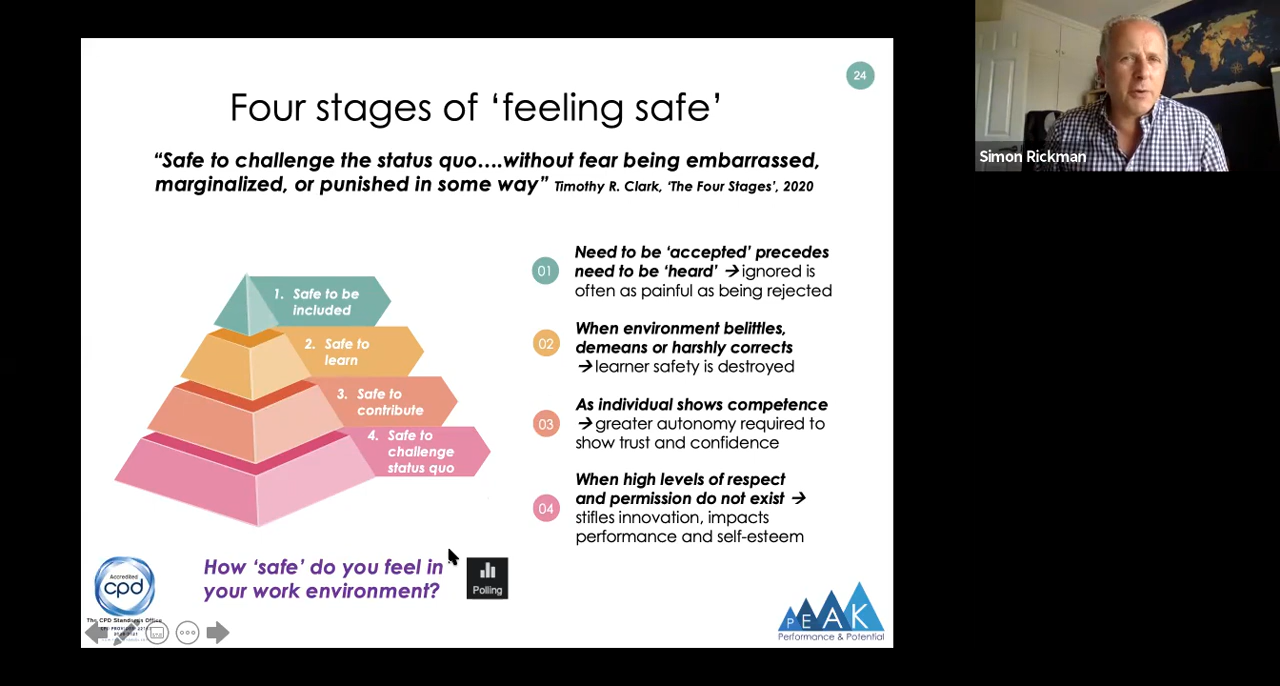 24
Four stages of ‘feeling safe’
“Safe to challenge the status quo….without fear being embarrassed,
marginalized, or punished in some way” Timothy R. Clark, ‘The Four Stages’, 2020
1. Safe to be
included
2. Safe to
learn
3. Safe to
contribute
4. Safe to
challenge
status quo
01
Need to be ‘accepted’ precedes
need to be ‘heard’ → ignored is
often as painful as being rejected
02
When environment belittles,
demeans or harshly corrects
→ learner safety is destroyed
03
As individual shows competence
→ greater autonomy required to
show trust and confidence
04
When high levels of respect
and permission do not exist →
stifles innovation, impacts
performance and self-esteem
How ‘safe’ do you feel in
your work environment?
Polling
Accredited
cpd
The CPD Standards Office
PEAK
Performance & Potential
Simon Rickman